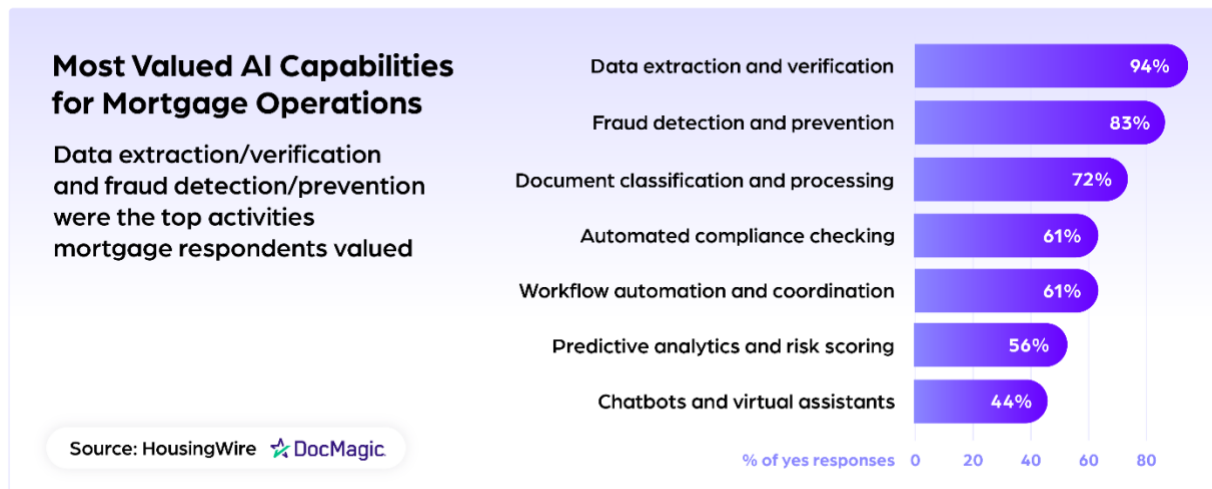 Most Valued AI Capabilities
for Mortgage Operations
Data extraction/verification
and fraud detection/prevention
were the top activities
mortgage respondents valued
Source: HousingWire DocMagic
Data extraction and verification 94%
Fraud detection and prevention 83%
Document classification and processing 72%
Automated compliance checking 61%
Workflow automation and coordination 61%
Predictive analytics and risk scoring 56%
Chatbots and virtual assistants 44%
% of yes responses 0 20 40 60 80